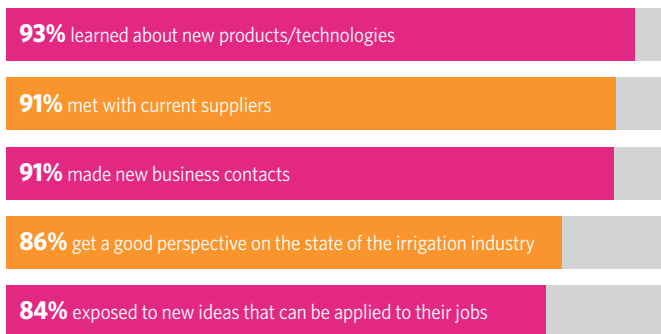 93% learned about new products/technologies
91% met with current suppliers
91% made new business contacts
86% get a good perspective on the state of the irrigation industry
84% exposed to new ideas that can be applied to their jobs